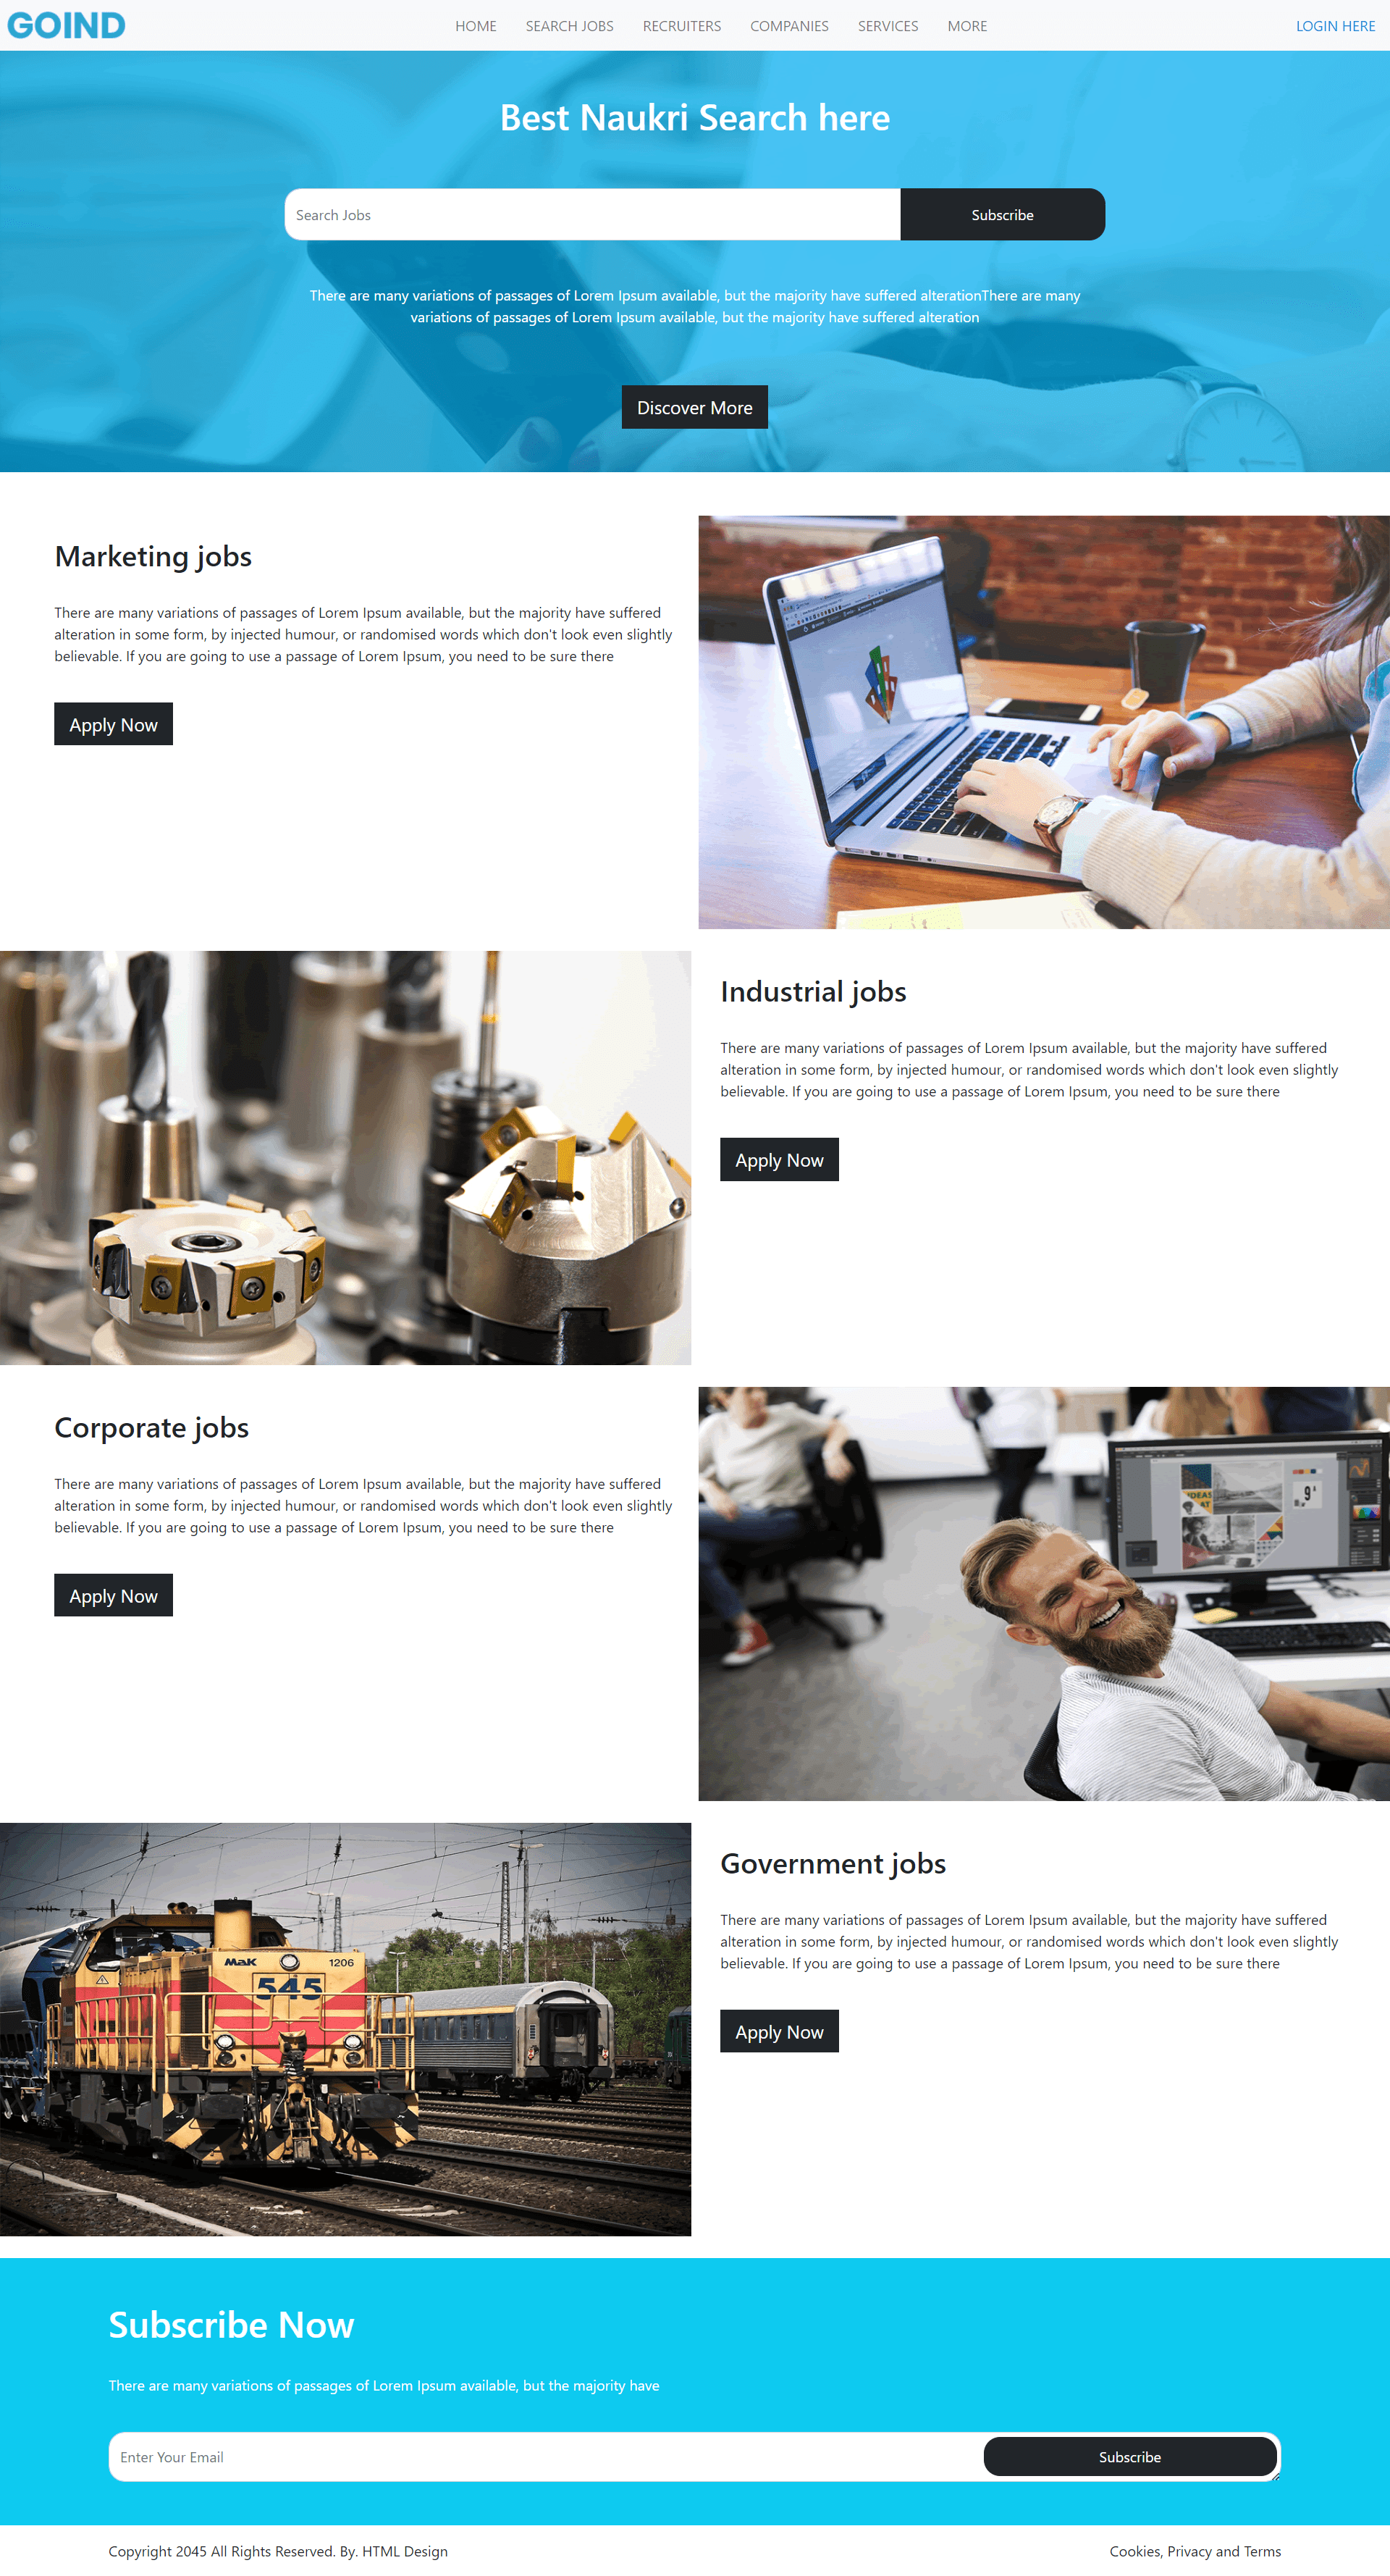 GOIND
HOME SEARCH JOBS RECRUITERS COMPANIES SERVICES MORE LOGIN HERE
Best Naukri Search here
Search Jobs Subscribe
There are many variations of passages of Lorem Ipsum available, but the majority have suffered alterationThere are many
variations of passages of Lorem Ipsum available, but the majority have suffered alteration
Discover More
Marketing jobs
There are many variations of passages of Lorem Ipsum available, but the majority have suffered
alteration in some form, by injected humour, or randomised words which don't look even slightly
believable. If you are going to use a passage of Lorem Ipsum, you need to be sure there
Apply Now
Industrial jobs
There are many variations of passages of Lorem Ipsum available, but the majority have suffered
alteration in some form, by injected humour, or randomised words which don't look even slightly
believable. If you are going to use a passage of Lorem Ipsum, you need to be sure there
Apply Now
Corporate jobs
There are many variations of passages of Lorem Ipsum available, but the majority have suffered
alteration in some form, by injected humour, or randomised words which don't look even slightly
believable. If you are going to use a passage of Lorem Ipsum, you need to be sure there
Apply Now
IDEAS
9
MaK 1206
545
Government jobs
There are many variations of passages of Lorem Ipsum available, but the majority have suffered
alteration in some form, by injected humour, or randomised words which don't look even slightly
believable. If you are going to use a passage of Lorem Ipsum, you need to be sure there
Apply Now
Subscribe Now
There are many variations of passages of Lorem Ipsum available, but the majority have
Enter Your Email Subscribe
Copyright 2045 All Rights Reserved. By. HTML Design Cookies, Privacy and Terms